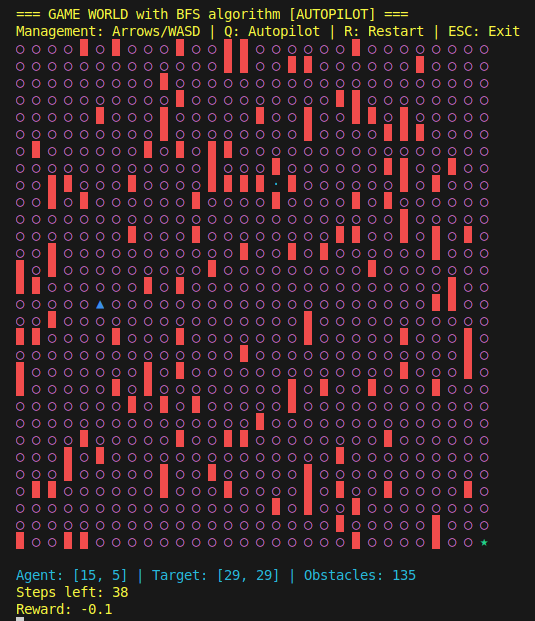 === GAME WORLD with BFS algorithm [AUTOPILOT] ===
Management: Arrows/WASD | Q: Autopilot | R: Restart | ESC: Exit
Agent: [15, 5] | Target: [29, 29] | Obstacles: 135
Steps left: 38
Reward: -0.1